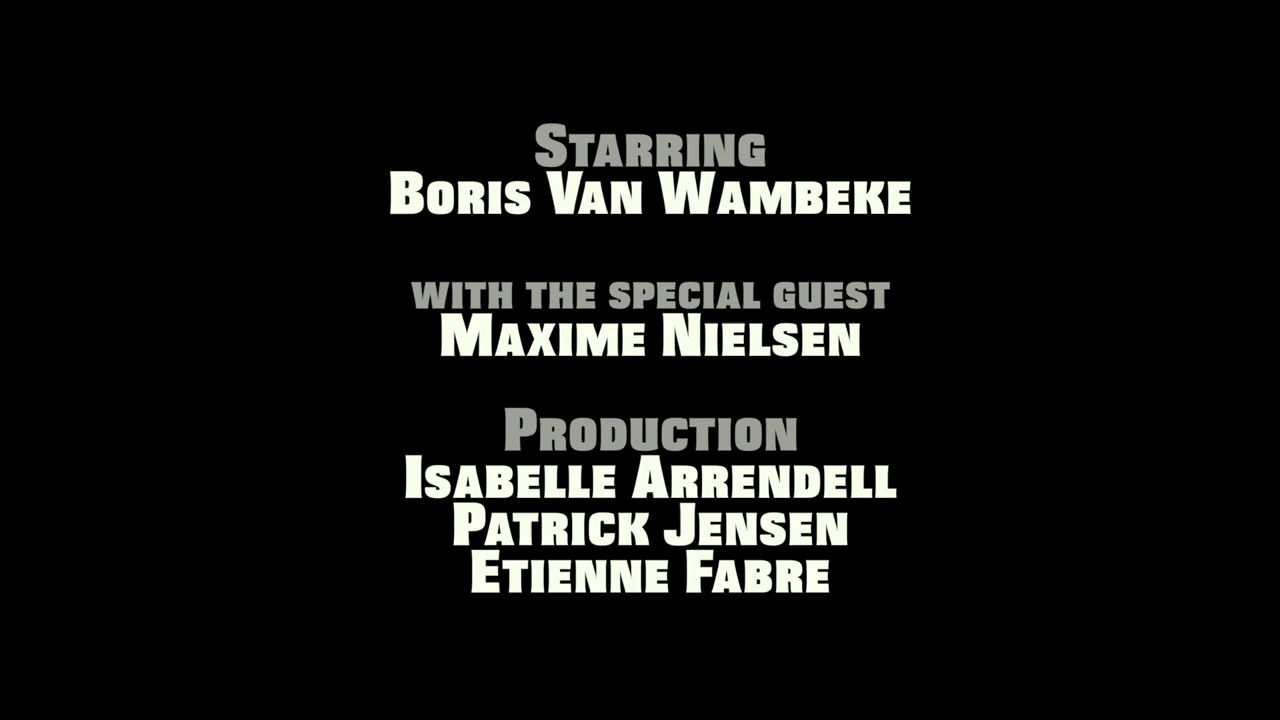 Starring
Boris Van Wambeke
with the special guest
Maxime Nielsen
Production
Isabelle Arrendell
Patrick Jensen
Etienne Fabre